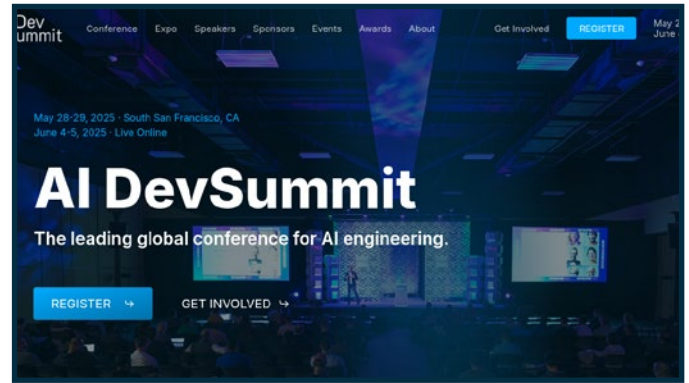 Dev
ummit
Conference Expo Speakers Sponsors Events Awards About Get Involved REGISTER May 2
June
May 28-29, 2025 · South San Francisco, CA
June 4-5, 2025 · Live Online
AI DevSummit
The leading global conference for AI engineering.
REGISTER ↪
GET INVOLVED ↪